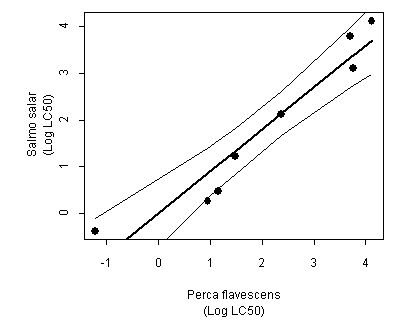 Salmo salar
(Log LC50)
4
3
2
1
0
-1 0 1 2 3 4
Perca flavescens
(Log LC50)